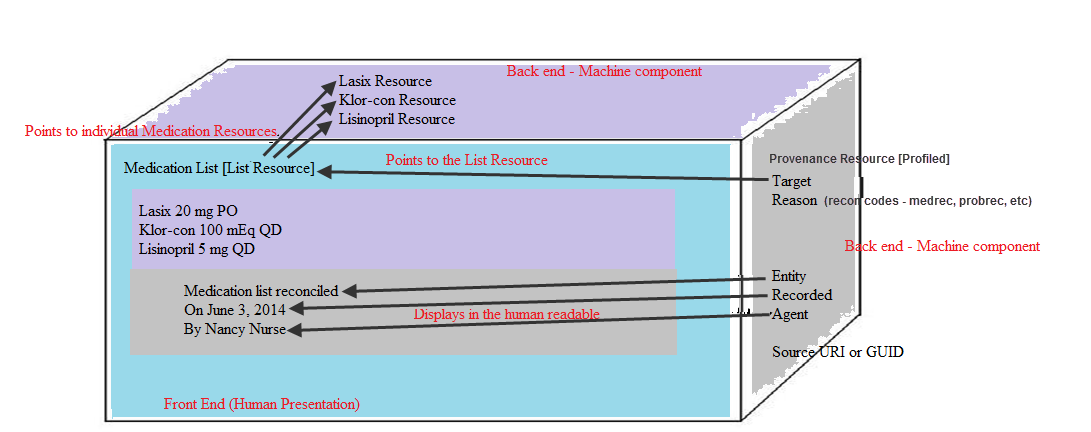 Back end - Machine component
Lasix Resource
Klor-con Resource
Lisinopril Resource
Points to individual Medication Resources.
Medication List [List Resource]
Points to the List Resource
Provenance Resource [Profiled]
Target
Reason (recon codes - medrec, probrec, etc)
Lasix 20 mg PO
Klor-con 100 mEq QD
Lisinopril 5 mg QD
Back end - Machine component
Medication list reconciled
On June 3, 2014
By Nancy Nurse
Displays in the human readable
Entity
Recorded
Agent
Source URI or GUID
Front End (Human Presentation)